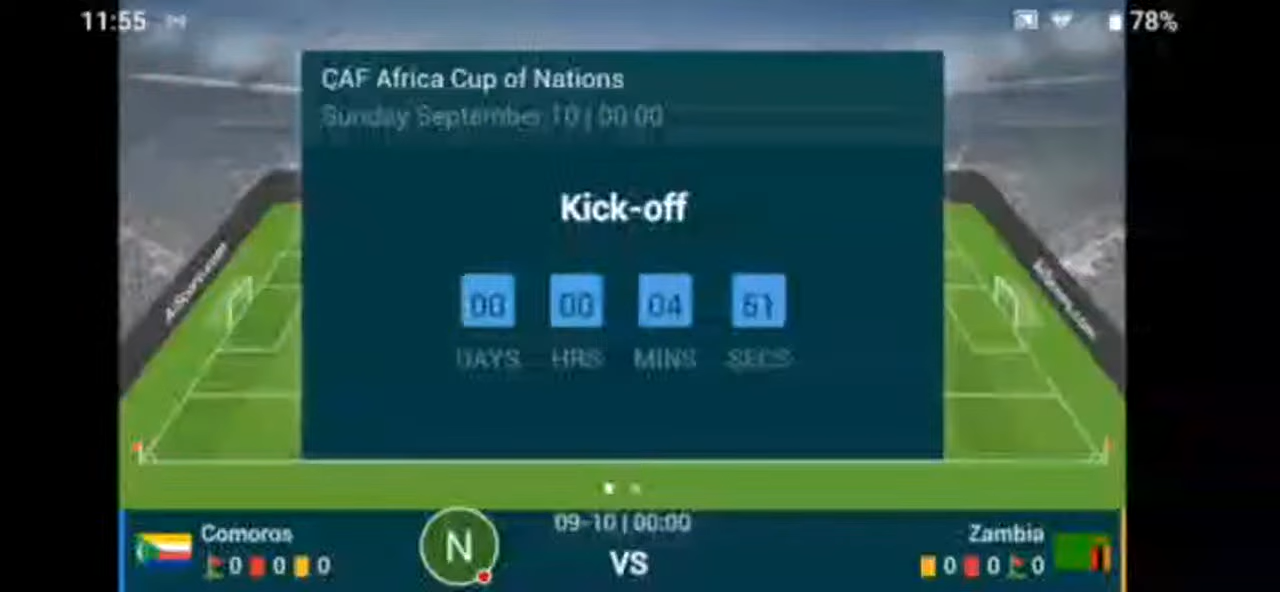 11:55
78%
CAF Africa Cup of Nations
Sunday September 10 | 00:00
Kick-off
00 00 04 51
DAYS HRS MINS SECS
09-10 | 00:00
Comoros
N
VS
Zambia
0 0 0
0 0 0